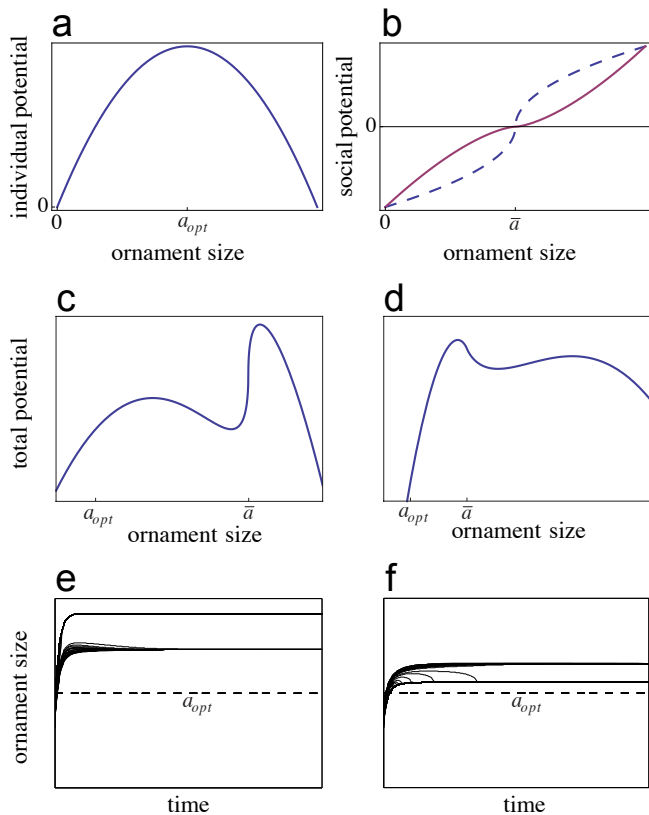 a
individual potential
0
0
a_opt
ornament size
b
social potential
0
0
a̅
ornament size
c
total potential
a_opt
a̅
ornament size
d
a_opt
a̅
ornament size
e
ornament size
a_opt
time
f
a_opt
time